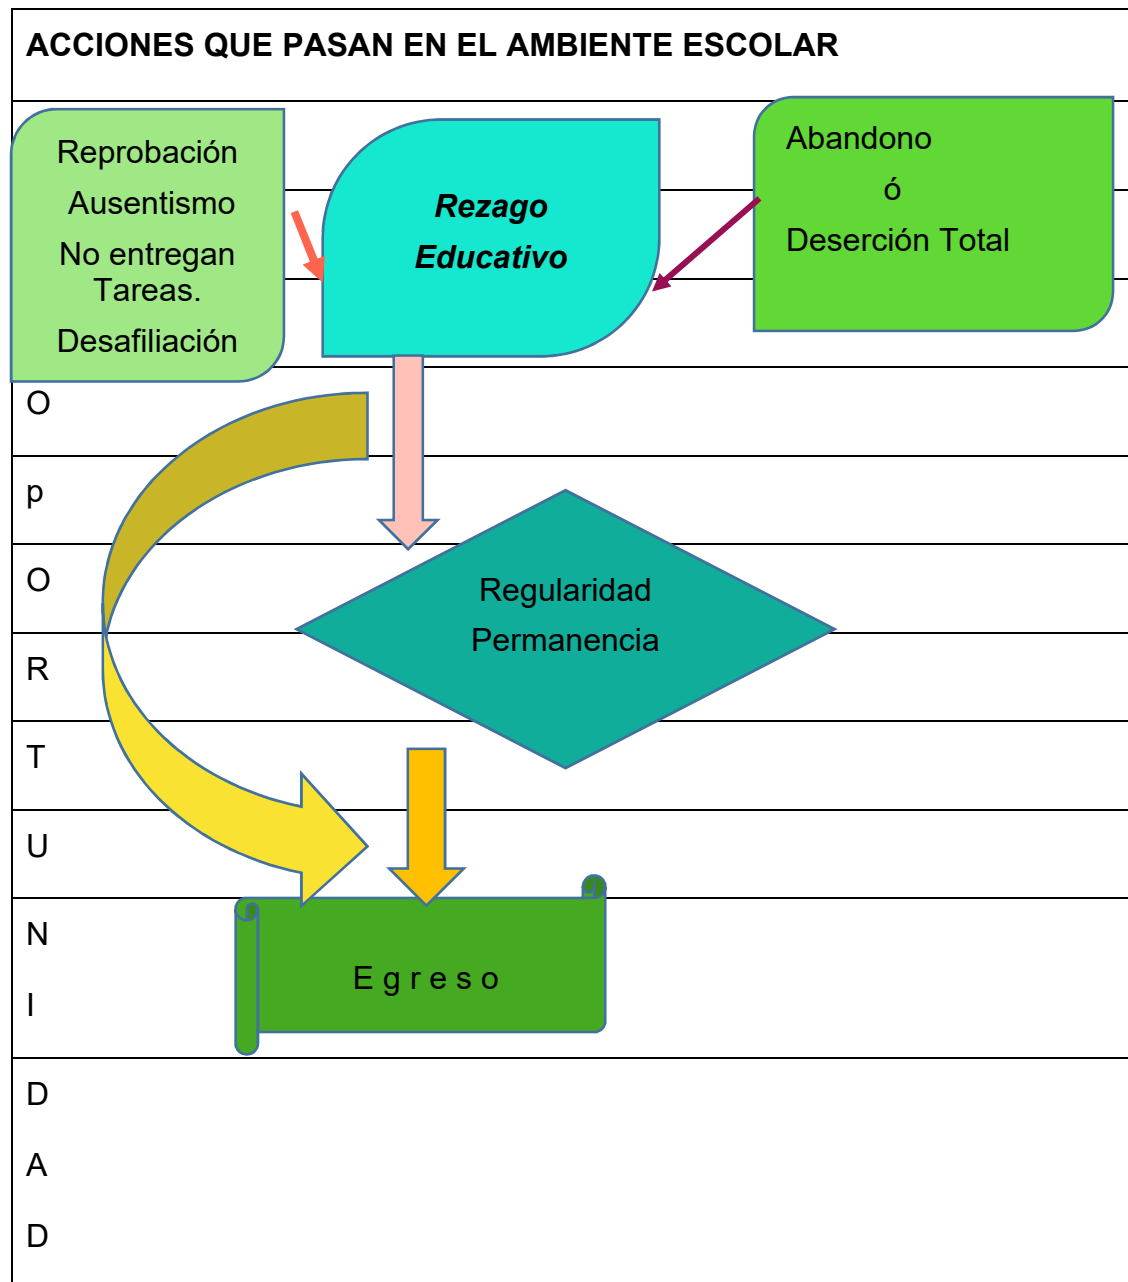 ACCIONES QUE PASAN EN EL AMBIENTE ESCOLAR
Reprobación
Ausentismo
No entregan
Tareas.
Desafiliación
Rezago
Educativo
Abandono
ó
Deserción Total
O
p
O
R
T
U
N
I
D
A
D
Regularidad
Permanencia
E g r e s o